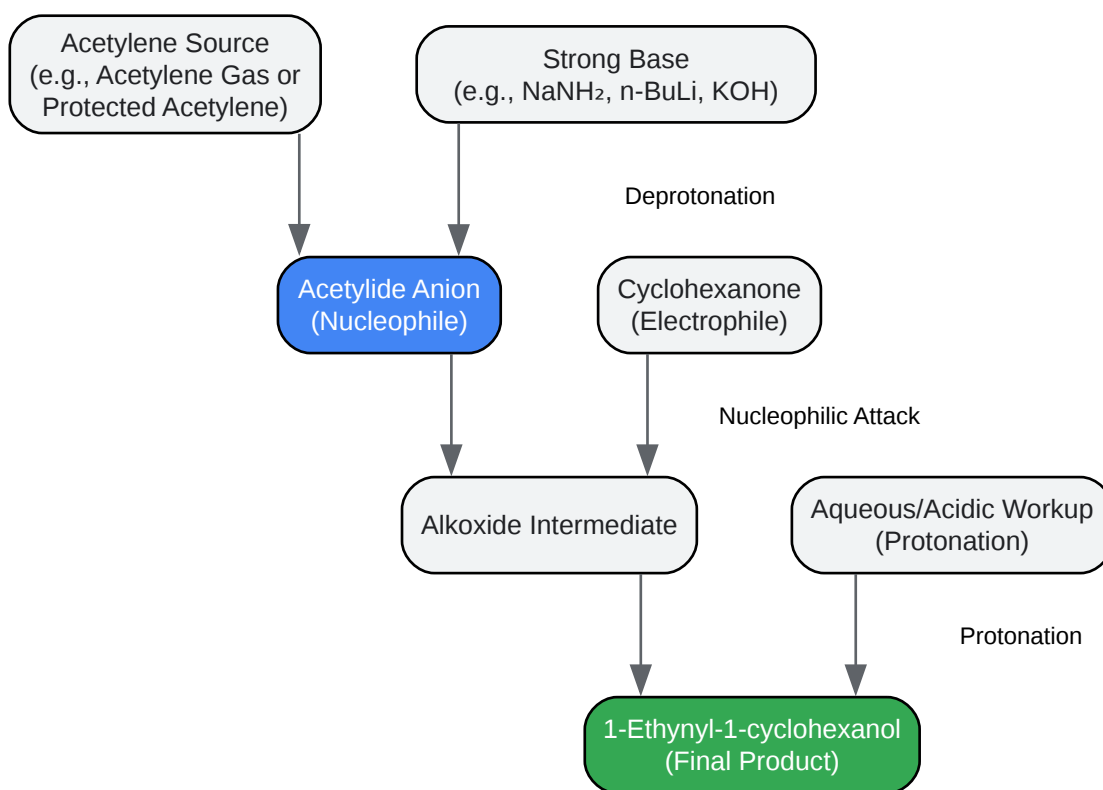 Acetylene Source
(e.g., Acetylene Gas or
Protected Acetylene)
Strong Base
(e.g., NaNH₂, n-BuLi, KOH)
Deprotonation
Acetylide Anion
(Nucleophile)
Cyclohexanone
(Electrophile)
Nucleophilic Attack
Alkoxide Intermediate
Aqueous/Acidic Workup
(Protonation)
Protonation
1-Ethynyl-1-cyclohexanol
(Final Product)